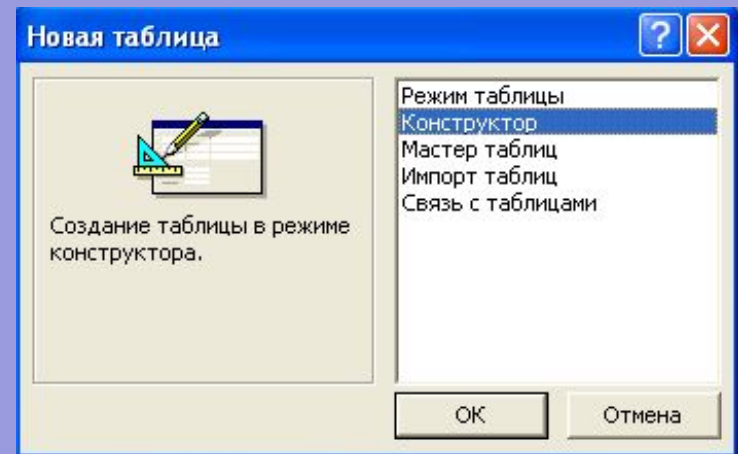 Новая таблица
Создание таблицы в режиме
конструктора.
Режим таблицы
Конструктор
Мастер таблиц
Импорт таблиц
Связь с таблицами
ОК
Отмена